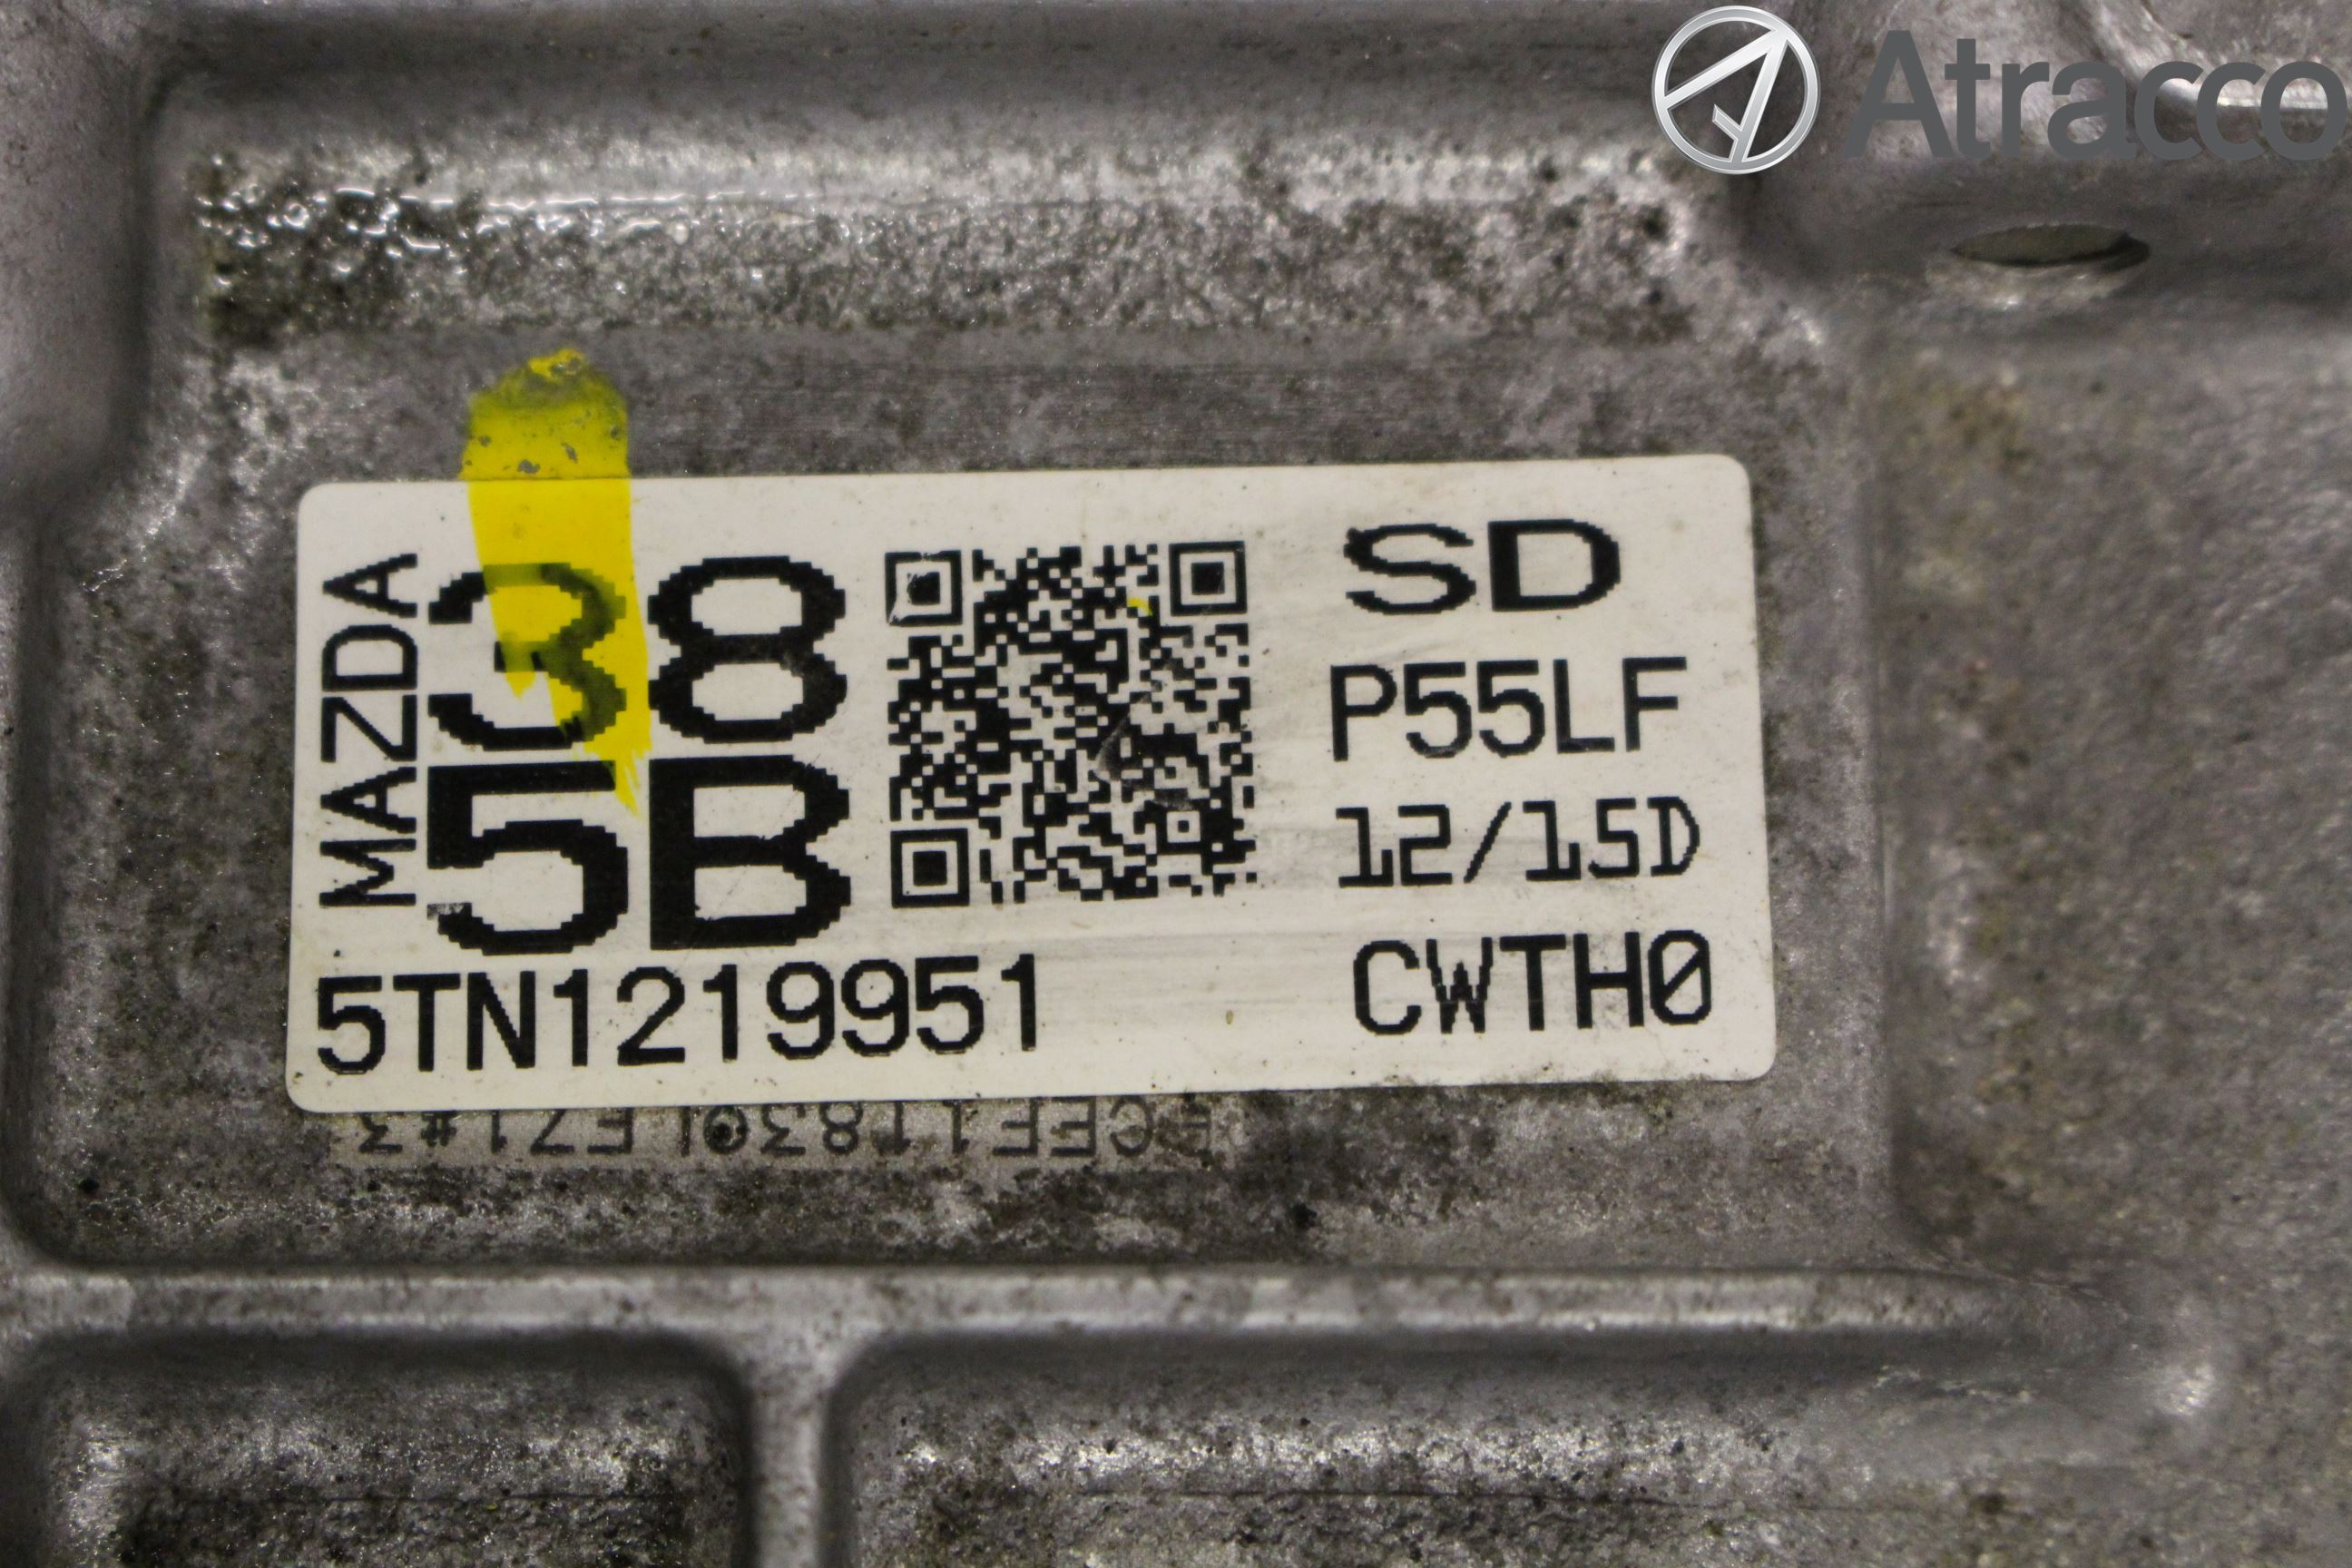 Atracco
MAZDA
38
5B
5TN1219951
SD
P55LF
12/15D
CWTH0